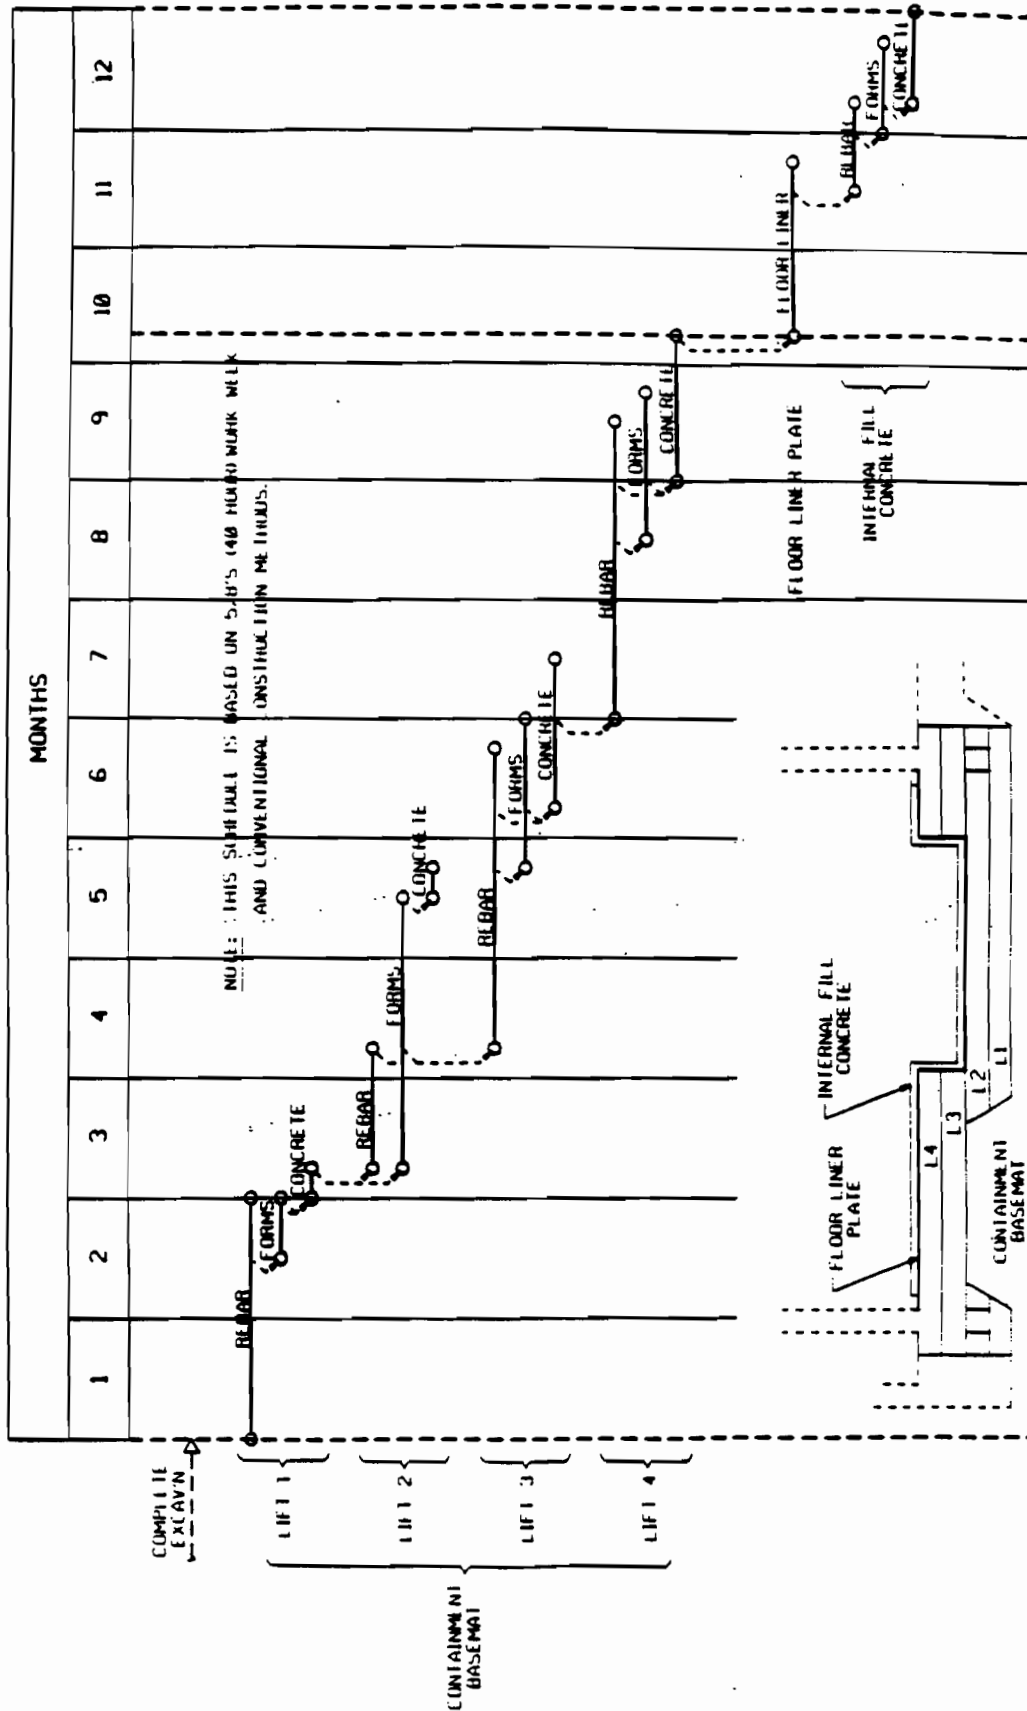 MONTHS
1 2 3 4 5 6 7 8 9 10 11 12
COMPLETE
EXCAV'N
NOTE: THIS SCHEDULE IS BASED ON 5-8'S (40 HOUR) WORK WEEK
AND CONVENTIONAL CONSTRUCTION METHODS.
CONTAINMENT
BASEMAT
LIFT 1
REBAR
FORMS
CONCRETE
LIFT 2
REBAR
FORMS
CONCRETE
LIFT 3
REBAR
FORMS
CONCRETE
LIFT 4
REBAR
FORMS
CONCRETE
FLOOR LINER PLATE
FLOOR LINER
INTERNAL FILL
CONCRETE
REBAR
FORMS
CONCRETE
FLOOR LINER
PLATE
INTERNAL FILL
CONCRETE
L4
L3
L2
L1
CONTAINMENT
BASEMAT